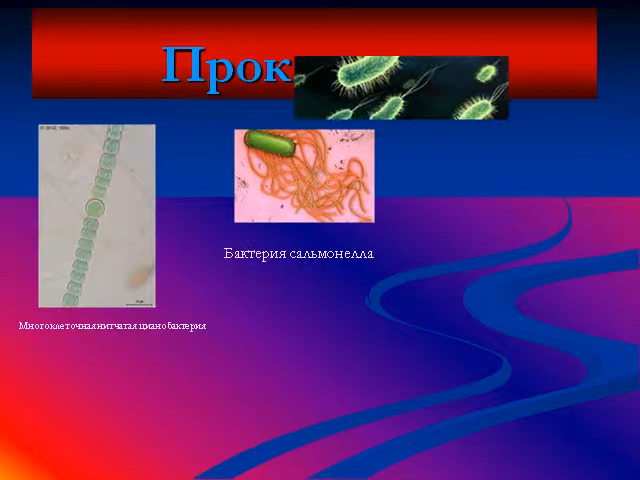 Прок
Бактерия сальмонелла
Многоклеточная нитчатая цианобактерия